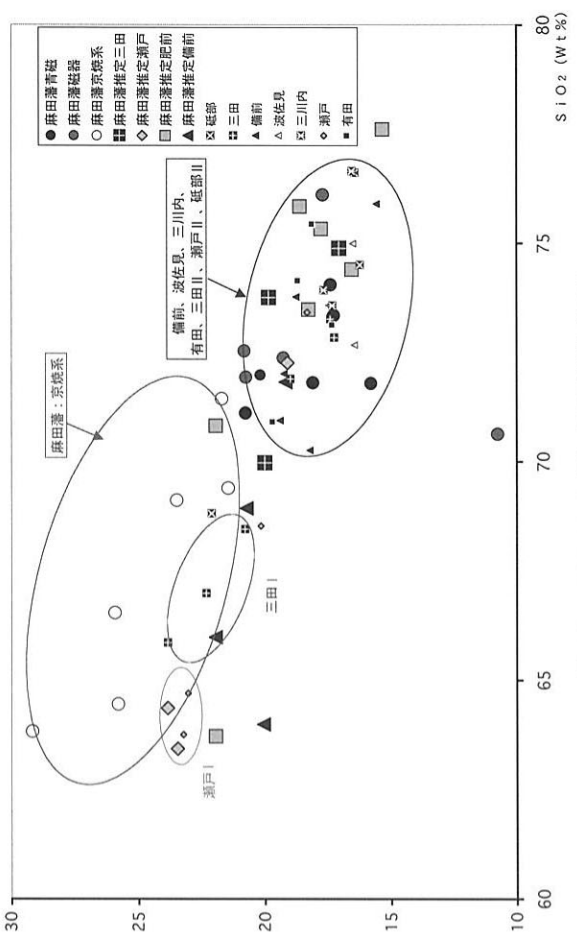 麻田藩青磁
麻田藩磁器
麻田藩京焼系
麻田藩推定三田
麻田藩推定瀬戸
麻田藩推定肥前
麻田藩推定備前
砥部
三田
備前
波佐見
三川内
瀬戸
有田
備前、波佐見、三川内、
有田、三田Ⅱ、瀬戸Ⅱ、砥部Ⅱ
麻田藩：京焼系
三田Ⅰ
瀬戸Ⅰ
30
25
20
15
10
60
65
70
75
80
SiO₂ (Wt%)